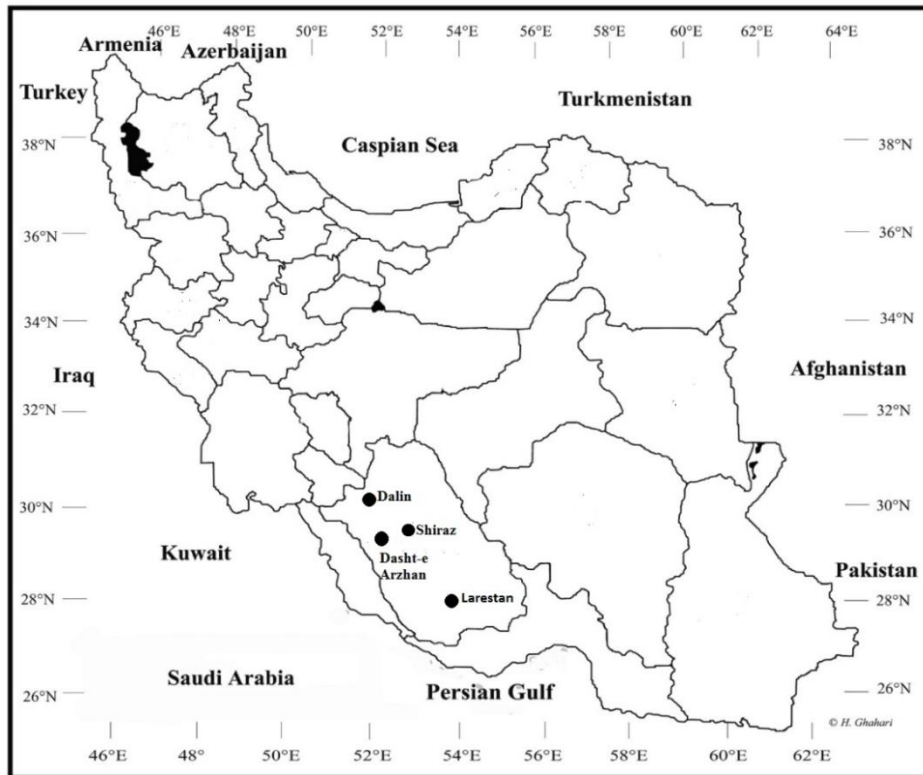 46°E 48°E 50°E 52°E 54°E 56°E 58°E 60°E 62°E 64°E
Armenia
Azerbaijan
Turkey
Turkmenistan
Caspian Sea
38°N 38°N
36°N 36°N
34°N 34°N
Iraq
Afghanistan
32°N 32°N
30°N 30°N
Dalin
Shiraz
Dasht-e
Arzhan
Kuwait
Pakistan
Larestan
28°N 28°N
Saudi Arabia
Persian Gulf
26°N 26°N
© H. Ghahari
46°E 48°E 50°E 52°E 54°E 56°E 58°E 60°E 62°E